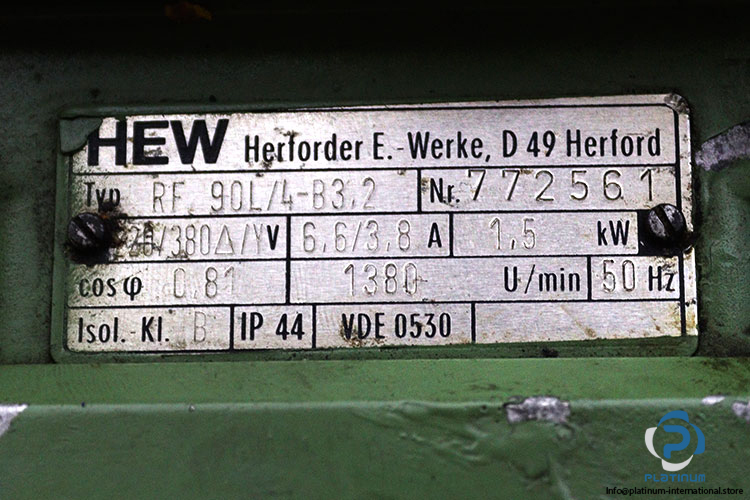 HEW Herforder E.-Werke, D 49 Herford
Typ RF 90L/4-B3,2 Nr. 772561
/380Δ/YV 6,6/3,8 A 1,5 kW
cos φ 0,81 1380 U/min 50 Hz
Isol.-Kl. B IP 44 VDE 0530
PLATINUM
Info@platinum-international.store